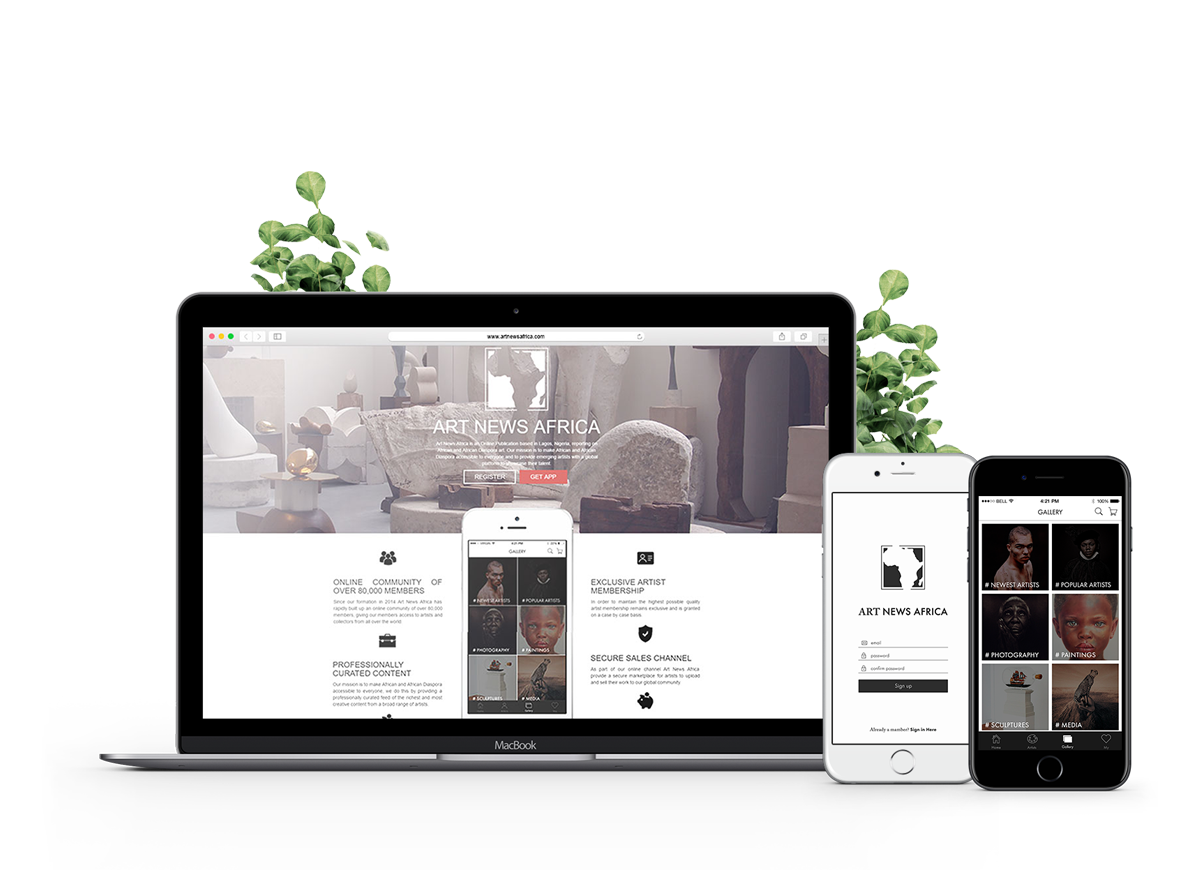 www.artnewsafrica.com
ART NEWS AFRICA
Art News Africa is an Online Publication based in Lagos, Nigeria, reporting on
African and African Diaspora art. Our mission is to make African and African
Diaspora accessible to everyone and to provide emerging artists with a global
platform to showcase their talent.
REGISTER
GET APP
ONLINE COMMUNITY OF
OVER 80,000 MEMBERS
Since our formation in 2014 Art News Africa has
rapidly built up an online community of over 80,000
members, giving our members access to artists and
collectors from all over the world.
PROFESSIONALLY
CURATED CONTENT
Our mission is to make African and African Diaspora
accessible to everyone, we do this by providing a
professionally curated feed of the richest and most
creative content from a broad range of artists.
4:21 PM
GALLERY
# NEWEST ARTISTS
# POPULAR ARTISTS
# PHOTOGRAPHY
# PAINTINGS
# SCULPTURES
# MEDIA
EXCLUSIVE ARTIST
MEMBERSHIP
In order to maintain the highest possible quality
artist membership remains exclusive and is granted
on a case by case basis.
SECURE SALES CHANNEL
As part of our online channel Art News Africa
provide a secure marketplace for artists to upload
and sell their work to our global community.
MacBook
ART NEWS AFRICA
email
password
confirm password
Sign up
Already a member? Sign in Here
BELL 4:21 PM 100%
GALLERY
# NEWEST ARTISTS
# POPULAR ARTISTS
# PHOTOGRAPHY
# PAINTINGS
# SCULPTURES
# MEDIA
Home
Artist
Gallery
My